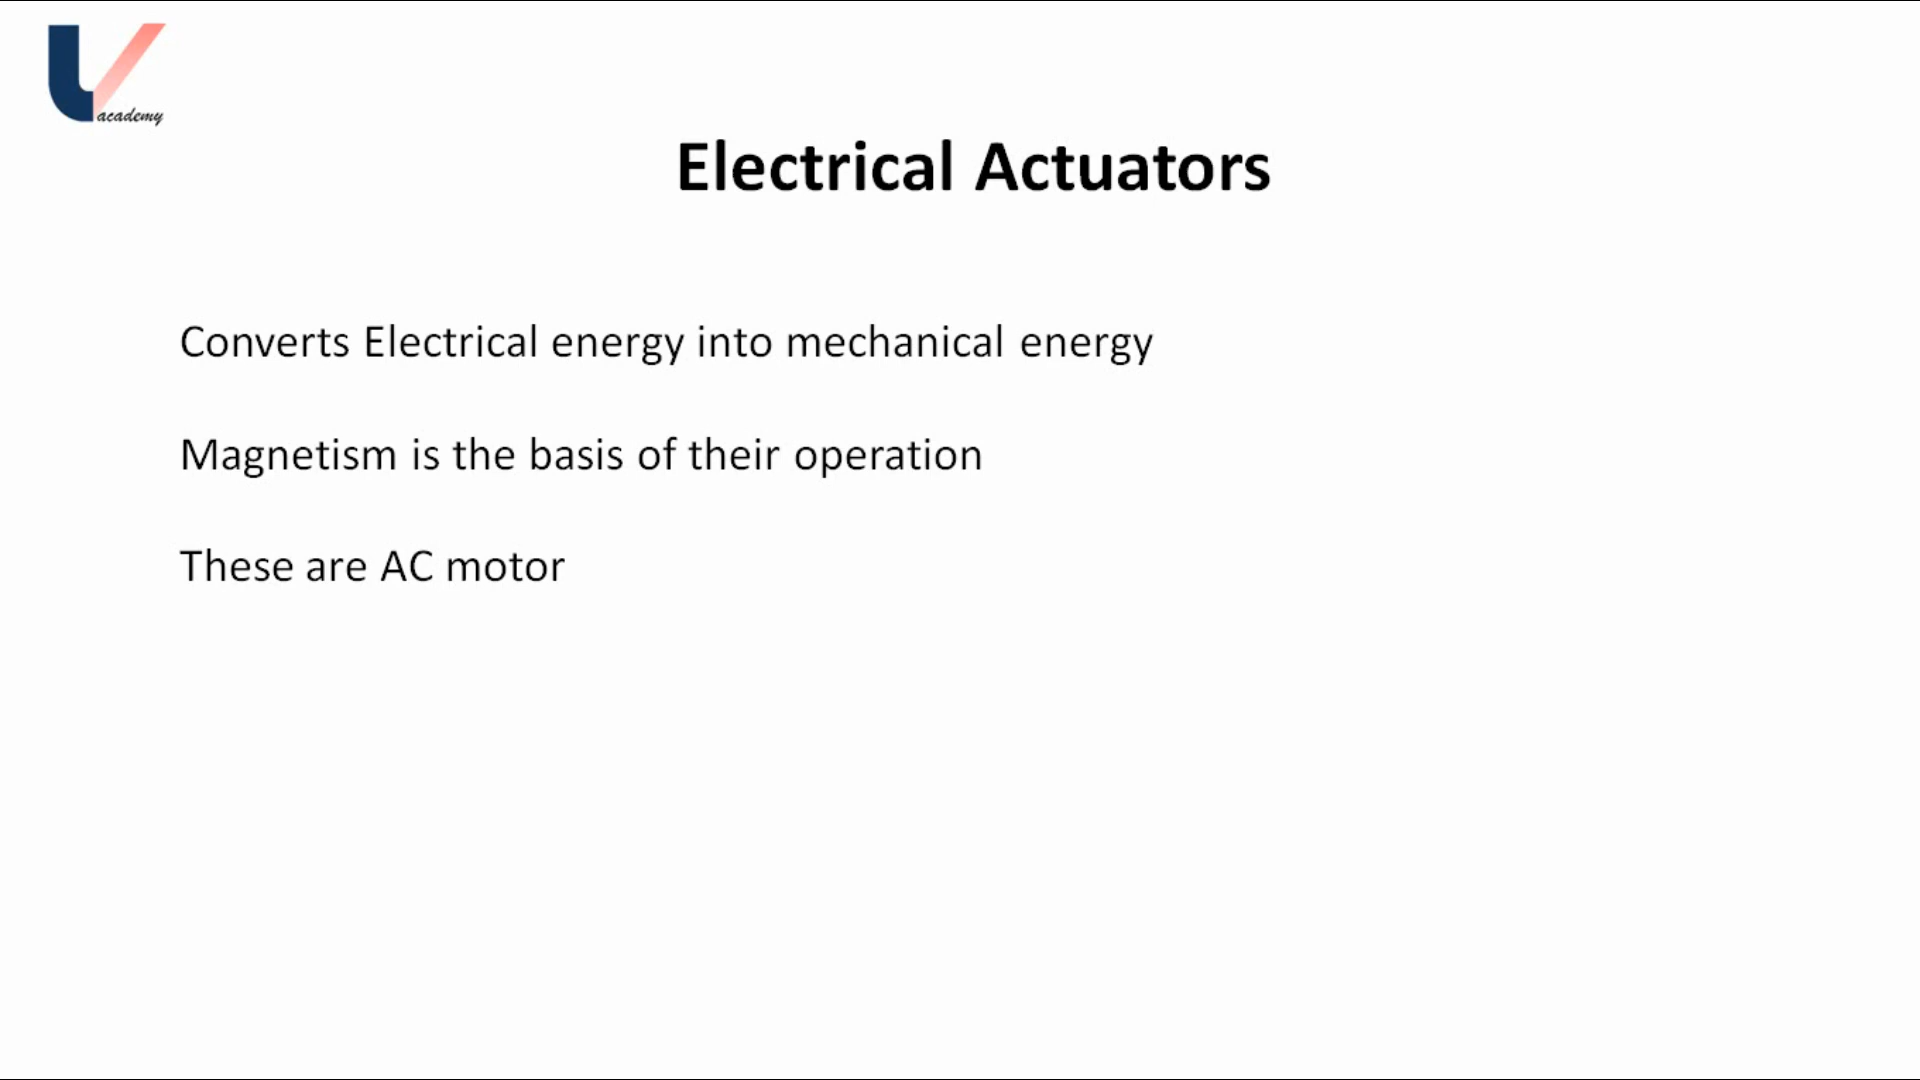 academy
Electrical Actuators
Converts Electrical energy into mechanical energy
Magnetism is the basis of their operation
These are AC motor